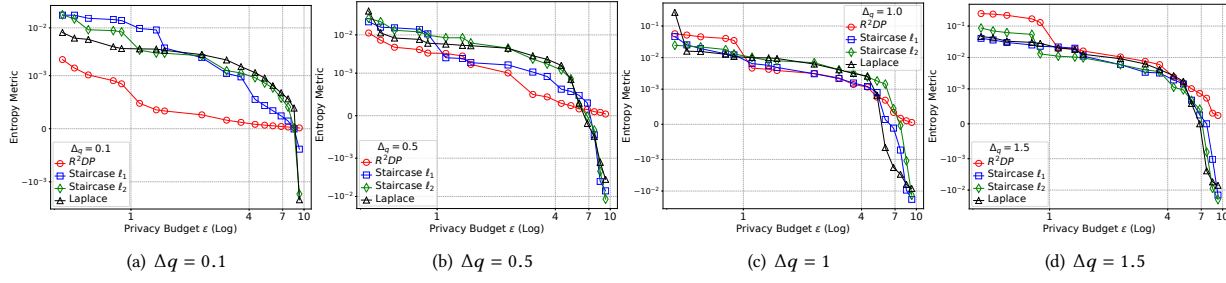 Entropy Metric
10⁻²
10⁻³
0
−10⁻³
Δq = 0.1
R²DP
Staircase ℓ₁
Staircase ℓ₂
Laplace
1
4
7
10
Privacy Budget ε (Log)
(a) Δq = 0.1
Entropy Metric
10⁻²
10⁻³
0
−10⁻³
−10⁻²
Δq = 0.5
R²DP
Staircase ℓ₁
Staircase ℓ₂
Laplace
1
4
7
10
Privacy Budget ε (Log)
(b) Δq = 0.5
Entropy Metric
10⁻¹
10⁻²
10⁻³
0
−10⁻³
−10⁻²
Δq = 1.0
R²DP
Staircase ℓ₁
Staircase ℓ₂
Laplace
1
4
7
10
Privacy Budget ε (Log)
(c) Δq = 1
Entropy Metric
10⁻¹
10⁻²
10⁻³
0
−10⁻³
−10⁻²
Δq = 1.5
R²DP
Staircase ℓ₁
Staircase ℓ₂
Laplace
1
4
7
10
Privacy Budget ε (Log)
(d) Δq = 1.5